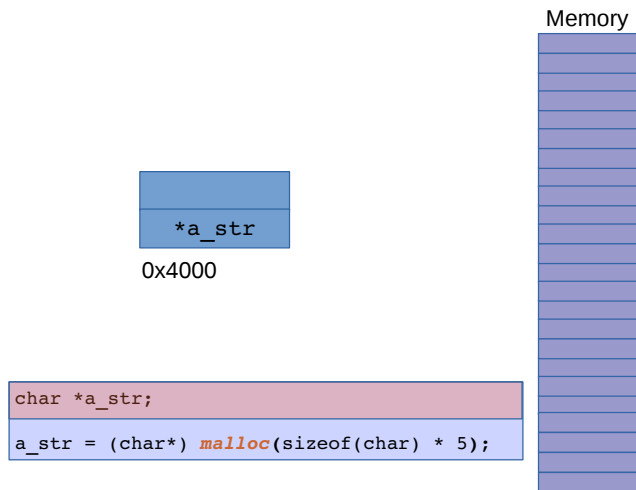 Memory
*a_str
0x4000
char *a_str;
a_str = (char*) malloc(sizeof(char) * 5);